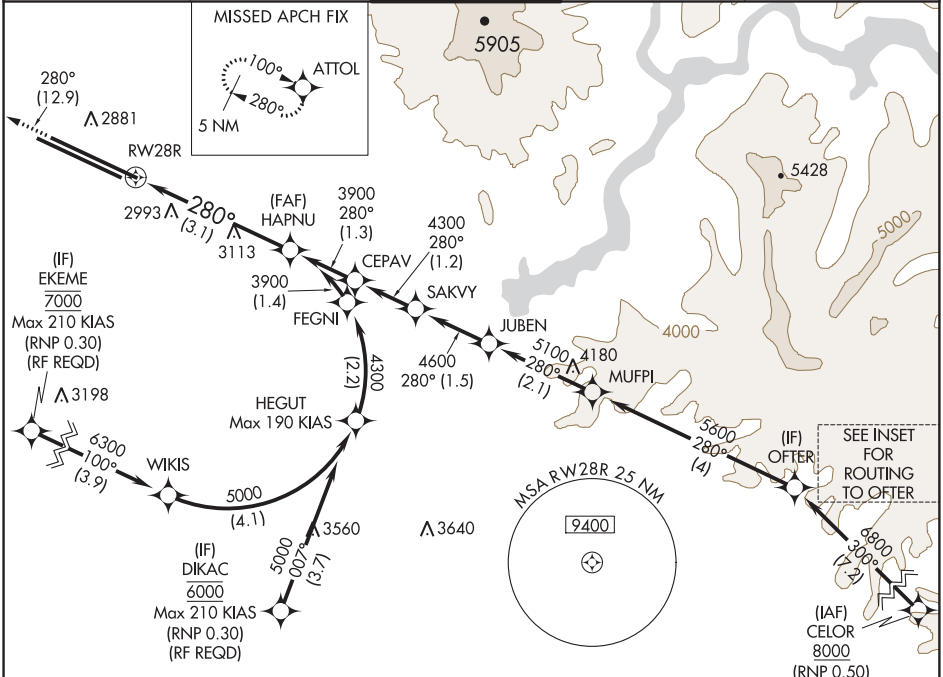 MISSED APCH FIX
100°
ATTOL
280°
5 NM
5905
280°
(12.9)
2881
RW28R
5428
2993
280°
(3.1)
3113
(FAF)
HAPNU
3900
280°
(1.3)
4300
280°
(1.2)
5000
CEPAV
SAKVY
3900
(1.4)
FEGNI
JUBEN
4000
(IF)
EKEME
7000
Max 210 KIAS
(RNP 0.30)
(RF REQD)
4600
280° (1.5)
5100
280°
(2.1)
4180
MUFPI
4300
(2.2)
3198
HEGUT
Max 190 KIAS
5600
280°
(4)
(IF)
OFTER
SEE INSET
FOR
ROUTING
TO OFTER
6300
100°
(3.9)
WIKIS
5000
(4.1)
MSA RW28R 25 NM
9400
3560
3640
5000
007°
(3.7)
6800
300°
(7.2)
(IF)
DIKAC
6000
Max 210 KIAS
(RNP 0.30)
(RF REQD)
(IAF)
CELOR
8000
(RNP 0.50)